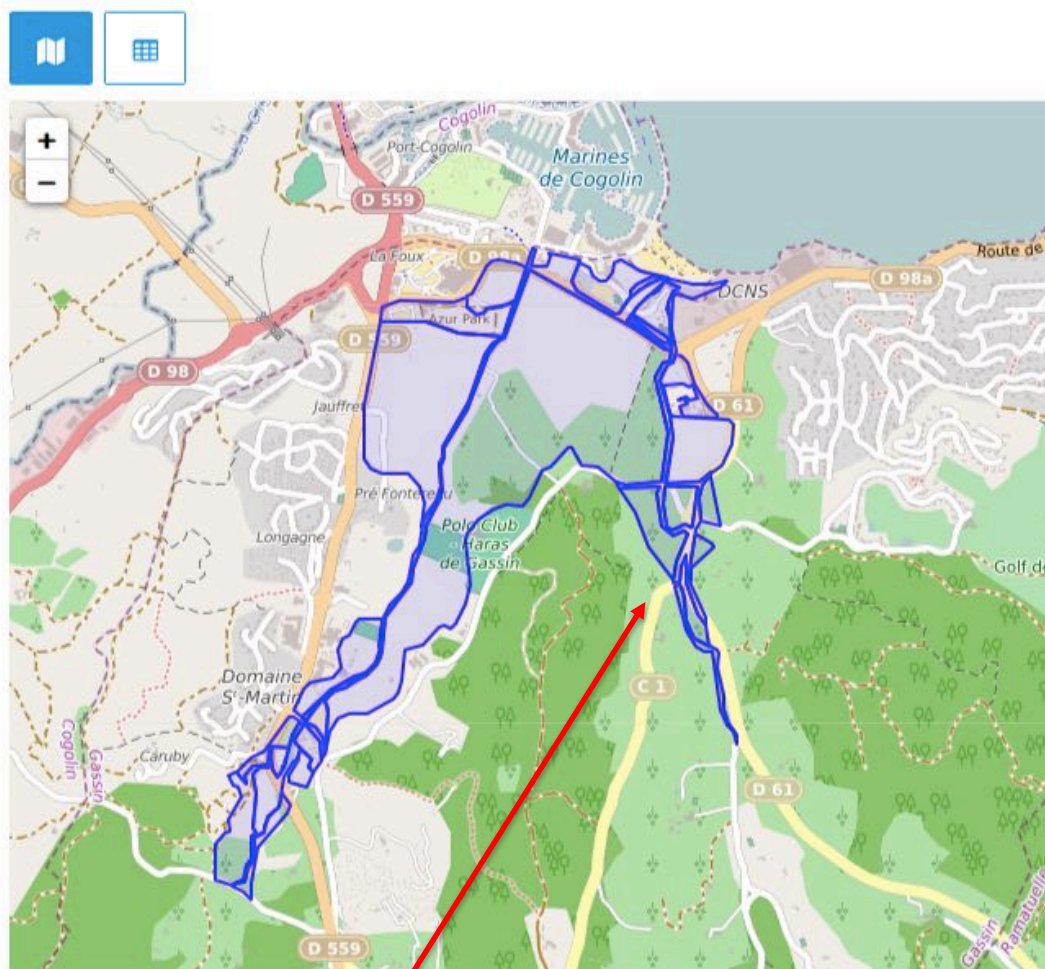 +
−
Cogolin
Port-Cogolin
Marines
de Cogolin
D 559
La Foux
D 98a
Route de
D 98a
DCNS
Azur Park
D 559
D 98
Jauffret
D 61
Pré Fontereau
Polo Club
- Haras
de Gassin
Longagne
Golf de
Domaine
Sᵗ-Martin
C 1
Cogolin
Gassin
Caruby
D 61
D 559
Gassin
Ramatuelle